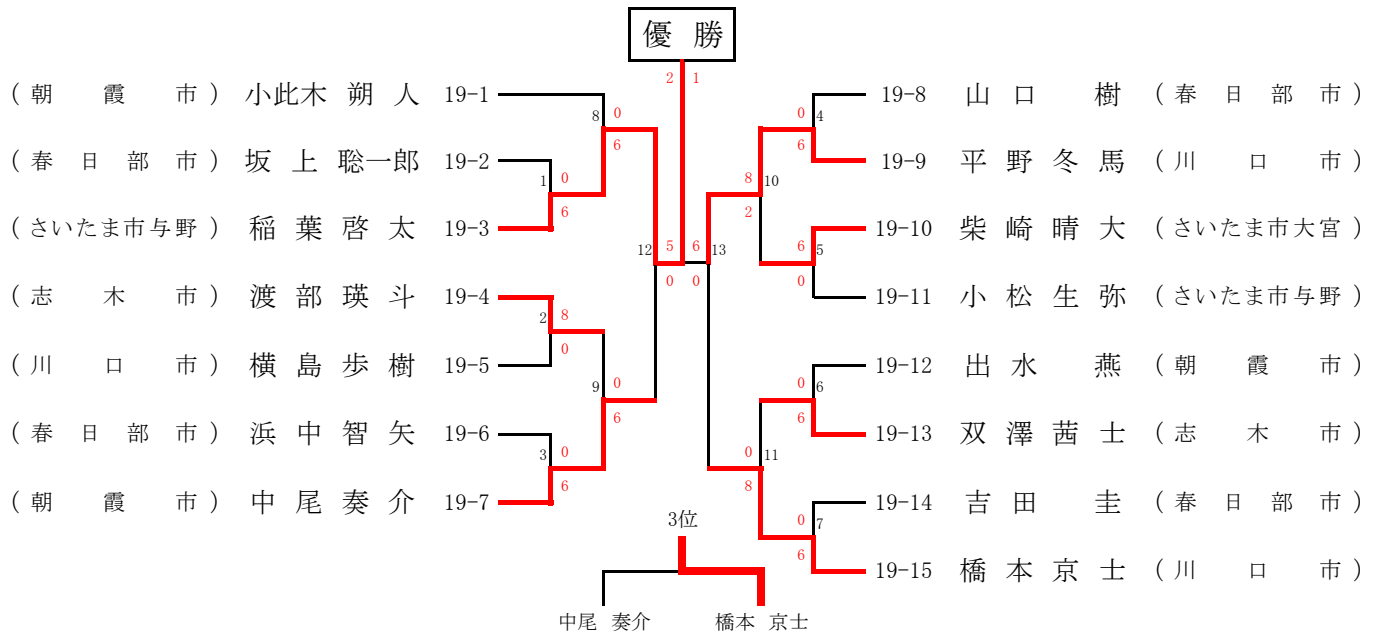 優 勝
2 1
( 朝 霞 市 ) 小此木 朔 人 19-1
8 0
6
( 春 日 部 市 ) 坂 上 聡一郎 19-2
1 0
6
( さいたま市与野 ) 稲 葉 啓 太 19-3
12 5
0
( 志 木 市 ) 渡 部 瑛 斗 19-4
2 8
0
( 川 口 市 ) 横 島 歩 樹 19-5
9 0
6
( 春 日 部 市 ) 浜 中 智 矢 19-6
3 0
6
( 朝 霞 市 ) 中 尾 奏 介 19-7
19-8 山 口 樹 ( 春 日 部 市 )
0 4
6
19-9 平 野 冬 馬 ( 川 口 市 )
8 10
2
19-10 柴 崎 晴 大 ( さいたま市大宮 )
6 5
0
19-11 小 松 生 弥 ( さいたま市与野 )
6 13
0
19-12 出 水 燕 ( 朝 霞 市 )
0 6
6
19-13 双 澤 茜 士 ( 志 木 市 )
0 11
8
19-14 吉 田 圭 ( 春 日 部 市 )
0 7
6
19-15 橋 本 京 士 ( 川 口 市 )
3位
中尾 奏介 橋本 京士